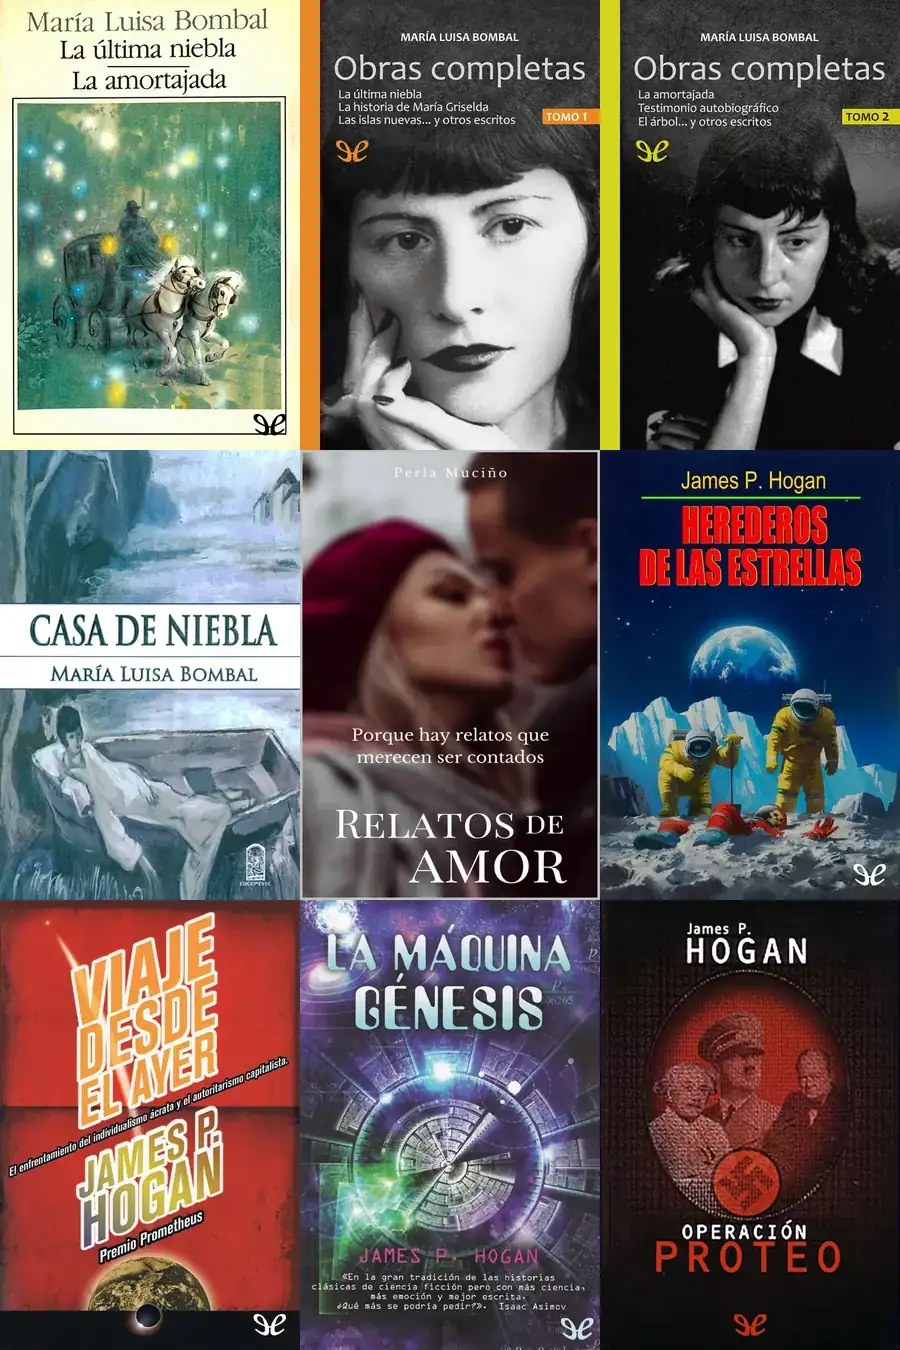 María Luisa Bombal
La última niebla
La amortajada
MARÍA LUISA BOMBAL
Obras completas
La última niebla
La historia de María Griselda
Las islas nuevas... y otros escritos
TOMO 1
MARÍA LUISA BOMBAL
Obras completas
La amortajada
Testimonio autobiográfico
El árbol... y otros escritos
TOMO 2
CASA DE NIEBLA
MARÍA LUISA BOMBAL
EDICIONES UC
Perla Muciño
Porque hay relatos que
merecen ser contados
RELATOS DE
AMOR
James P. Hogan
HEREDEROS
DE LAS ESTRELLAS
VIAJE
DESDE
EL AYER
El enfrentamiento del individualismo ácrata y el autoritarismo capitalista.
JAMES P.
HOGAN
Premio Prometheus
LA MÁQUINA
GÉNESIS
JAMES P. HOGAN
«En la gran tradición de las historias
clásicas de ciencia ficción pero con más ciencia,
más emoción y mejor escrita.
¿Qué más se podría pedir?». Isaac Asimov
James P.
HOGAN
OPERACIÓN
PROTEO